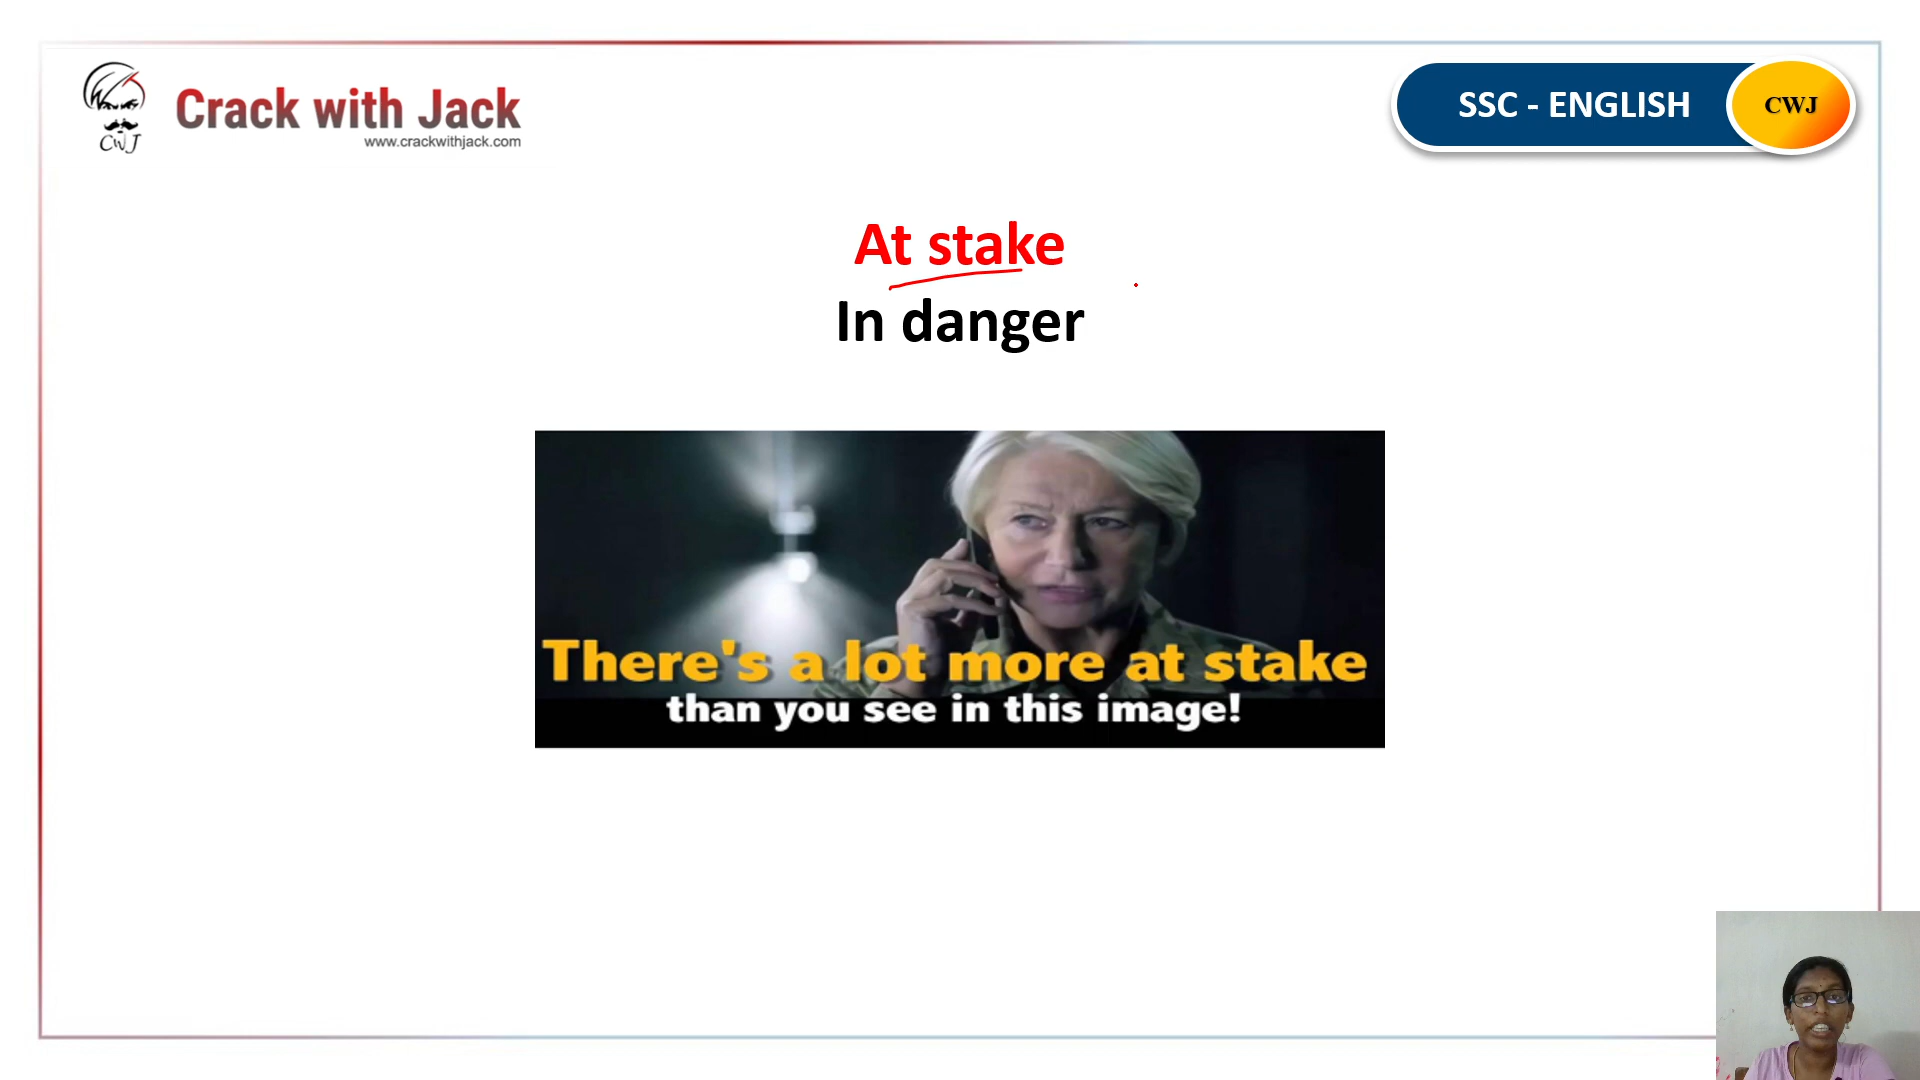 Crack with Jack
www.crackwithjack.com
CWJ
SSC - ENGLISH
CWJ
At stake
In danger
There's a lot more at stake
than you see in this image!